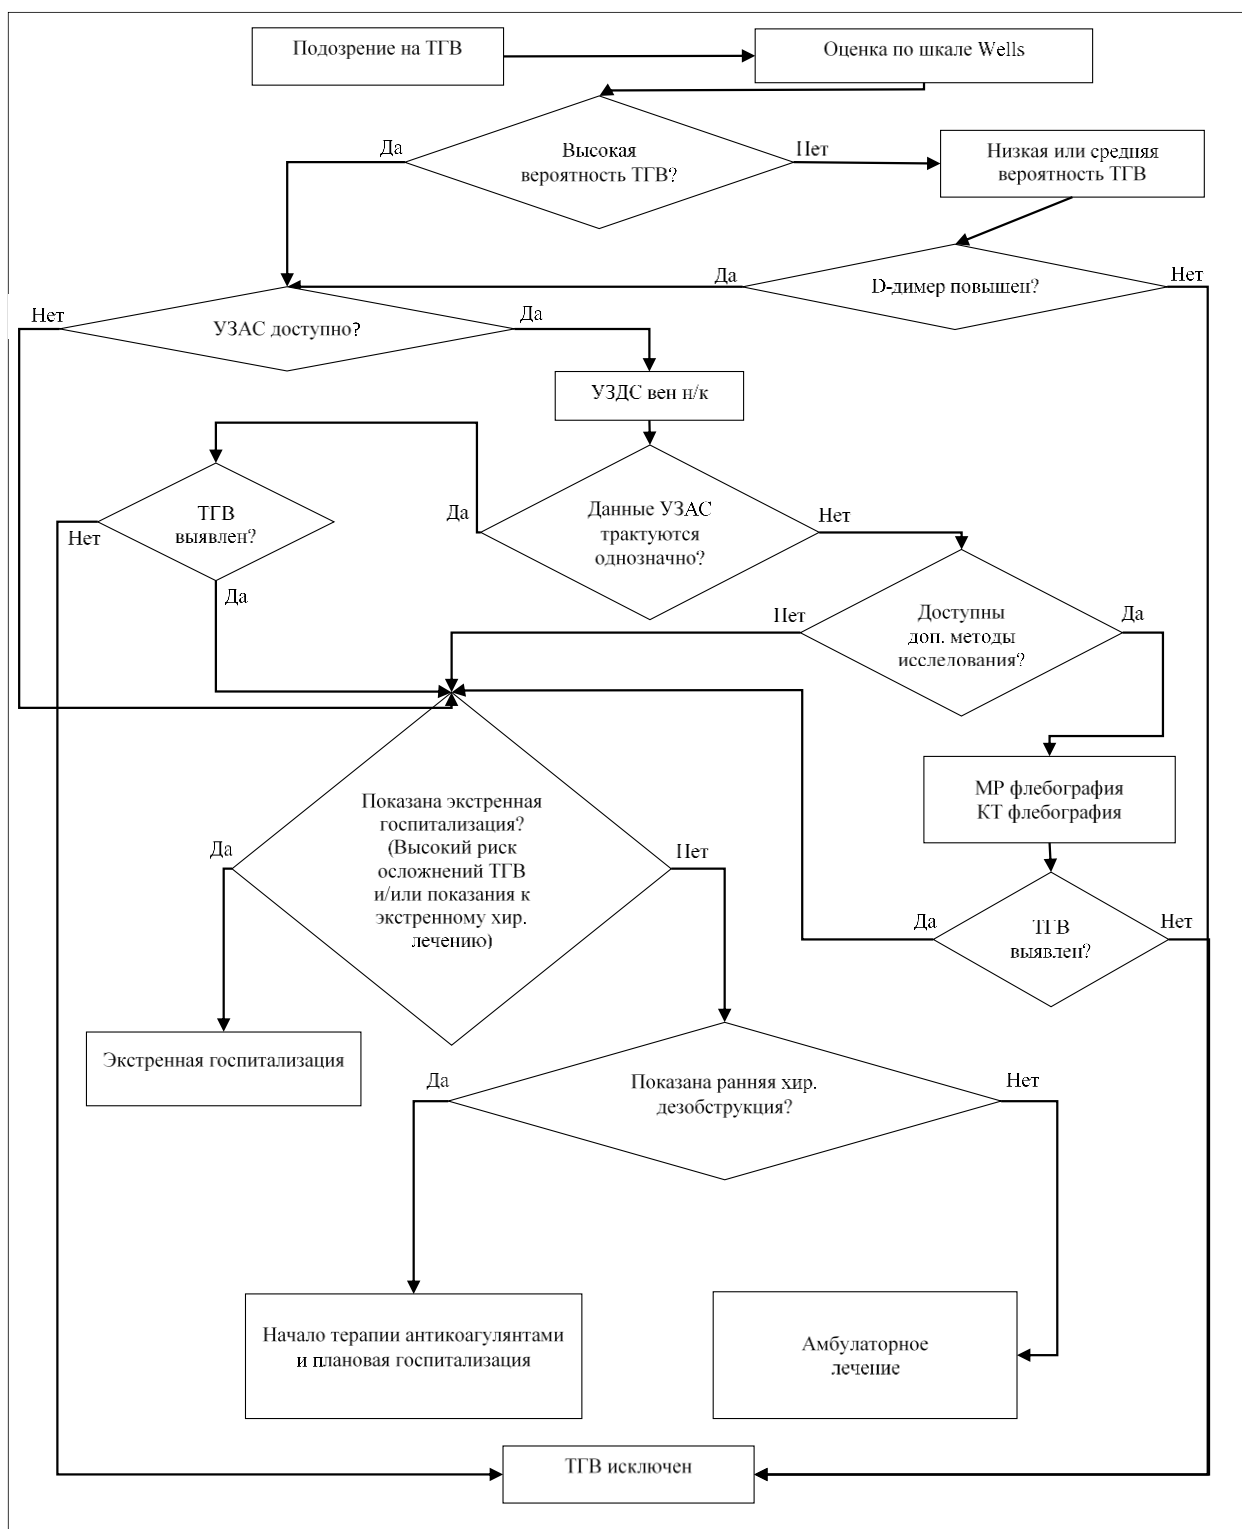 Подозрение на ТГВ
Оценка по шкале Wells
Да
Высокая
вероятность ТГВ?
Нет
Низкая или средняя
вероятность ТГВ
Да
D-димер повышен?
Нет
Нет
УЗАС доступно?
Да
УЗДС вен н/к
ТГВ
выявлен?
Нет
Да
Да
Данные УЗАС
трактуются
однозначно?
Нет
Нет
Доступны
доп. методы
исследования?
Да
МР флебография
КТ флебография
Да
Показана экстренная
госпитализация?
(Высокий риск
осложнений ТГВ
и/или показания к
экстренному хир.
лечению)
Нет
Да
ТГВ
выявлен?
Нет
Экстренная госпитализация
Да
Показана ранняя хир.
дезобструкция?
Нет
Начало терапии антикоагулянтами
и плановая госпитализация
Амбулаторное
лечение
ТГВ исключен